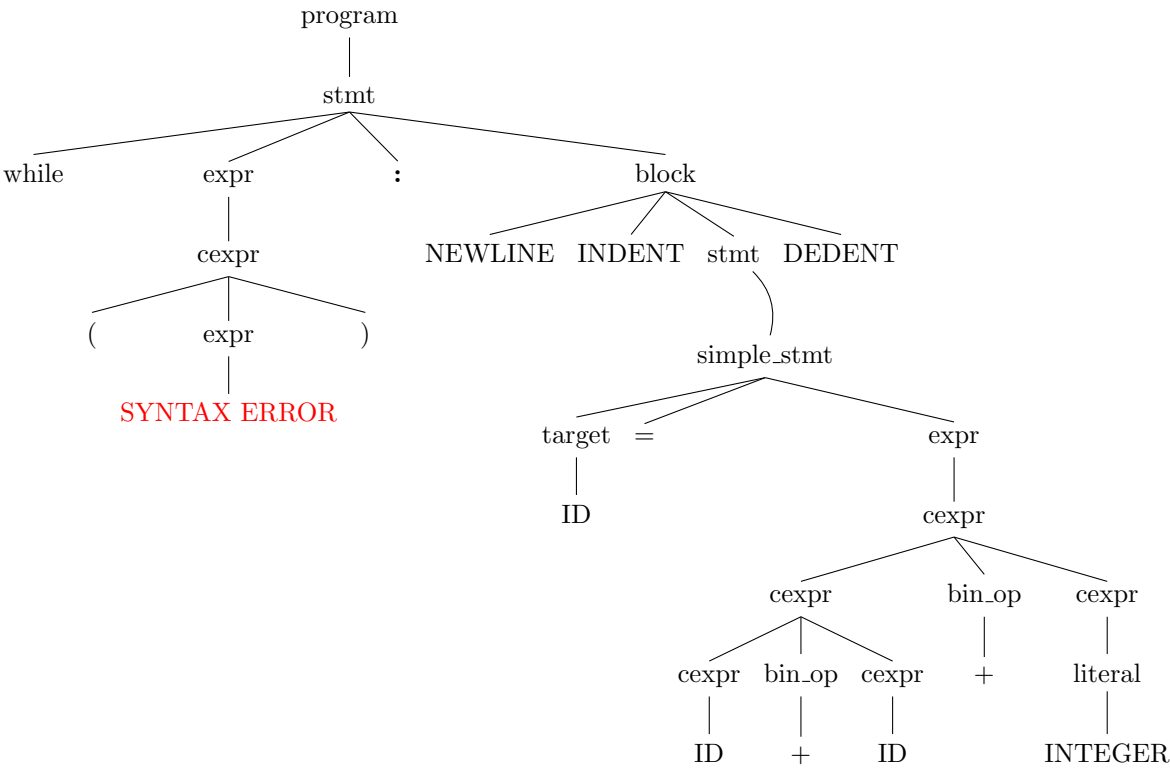 program
stmt
while expr : block
cexpr NEWLINE INDENT stmt DEDENT
( expr ) simple_stmt
SYNTAX ERROR target = expr
ID cexpr
cexpr bin_op cexpr
cexpr bin_op cexpr + literal
ID + ID INTEGER